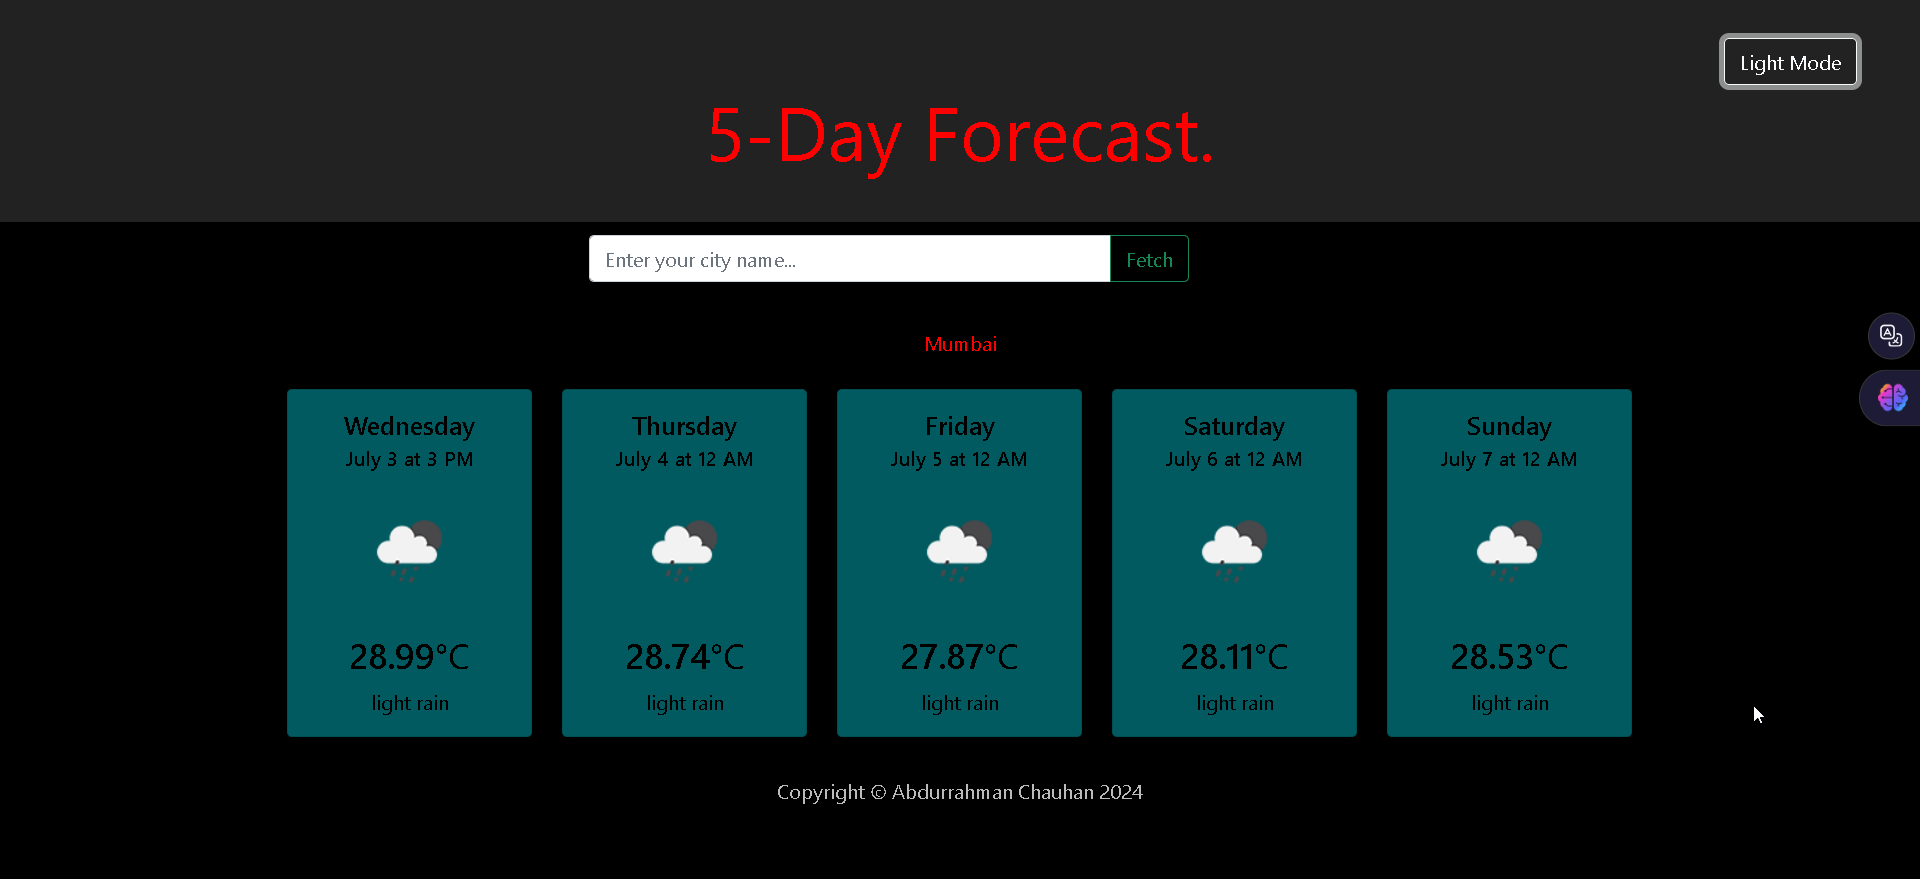 Light Mode
5-Day Forecast.
Enter your city name...
Fetch
Mumbai
Wednesday
July 3 at 3 PM
28.99°C
light rain
Thursday
July 4 at 12 AM
28.74°C
light rain
Friday
July 5 at 12 AM
27.87°C
light rain
Saturday
July 6 at 12 AM
28.11°C
light rain
Sunday
July 7 at 12 AM
28.53°C
light rain
Copyright © Abdurrahman Chauhan 2024